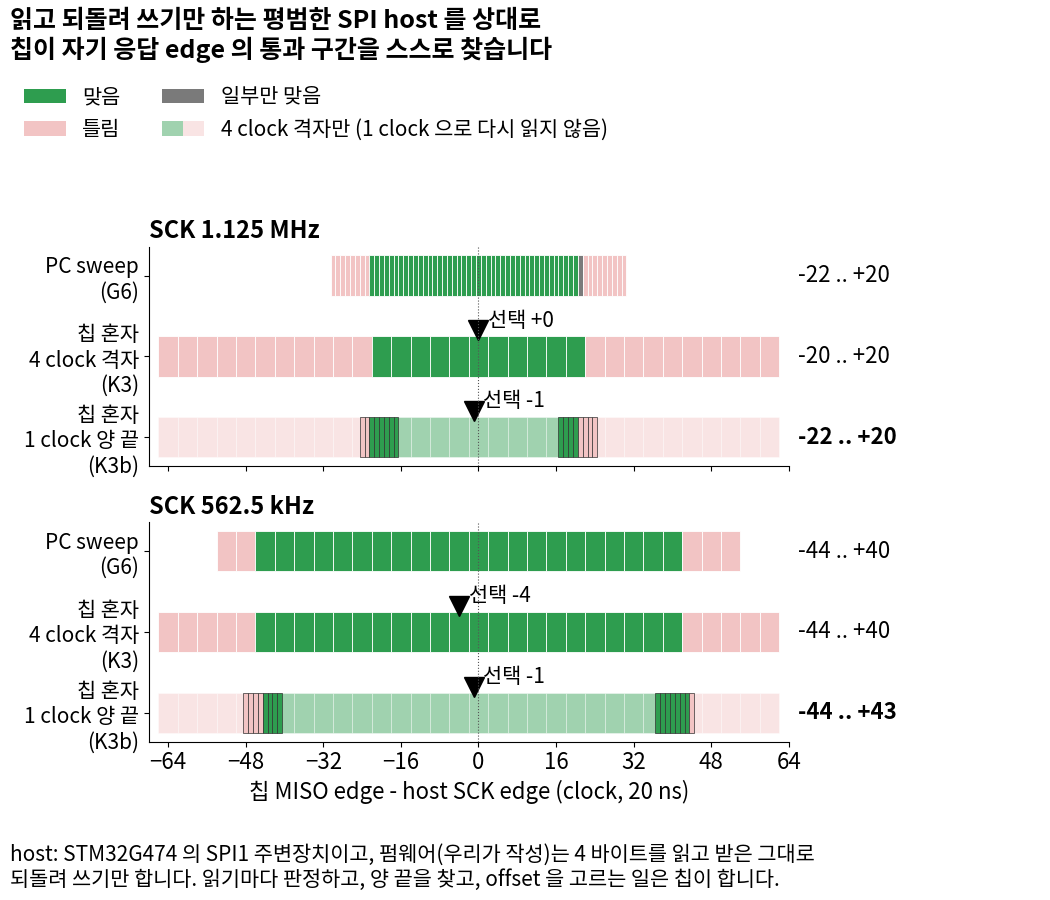 읽고 되돌려 쓰기만 하는 평범한 SPI host 를 상대로
칩이 자기 응답 edge 의 통과 구간을 스스로 찾습니다
맞음
일부만 맞음
틀림
4 clock 격자만 (1 clock 으로 다시 읽지 않음)
SCK 1.125 MHz
PC sweep
(G6)
-22 .. +20
선택 +0
칩 혼자
4 clock 격자
(K3)
-20 .. +20
선택 -1
칩 혼자
1 clock 양 끝
(K3b)
-22 .. +20
SCK 562.5 kHz
PC sweep
(G6)
-44 .. +40
선택 -4
칩 혼자
4 clock 격자
(K3)
-44 .. +40
선택 -1
칩 혼자
1 clock 양 끝
(K3b)
-44 .. +43
−64 −48 −32 −16 0 16 32 48 64
칩 MISO edge - host SCK edge (clock, 20 ns)
host: STM32G474 의 SPI1 주변장치이고, 펌웨어(우리가 작성)는 4 바이트를 읽고 받은 그대로
되돌려 쓰기만 합니다. 읽기마다 판정하고, 양 끝을 찾고, offset 을 고르는 일은 칩이 합니다.